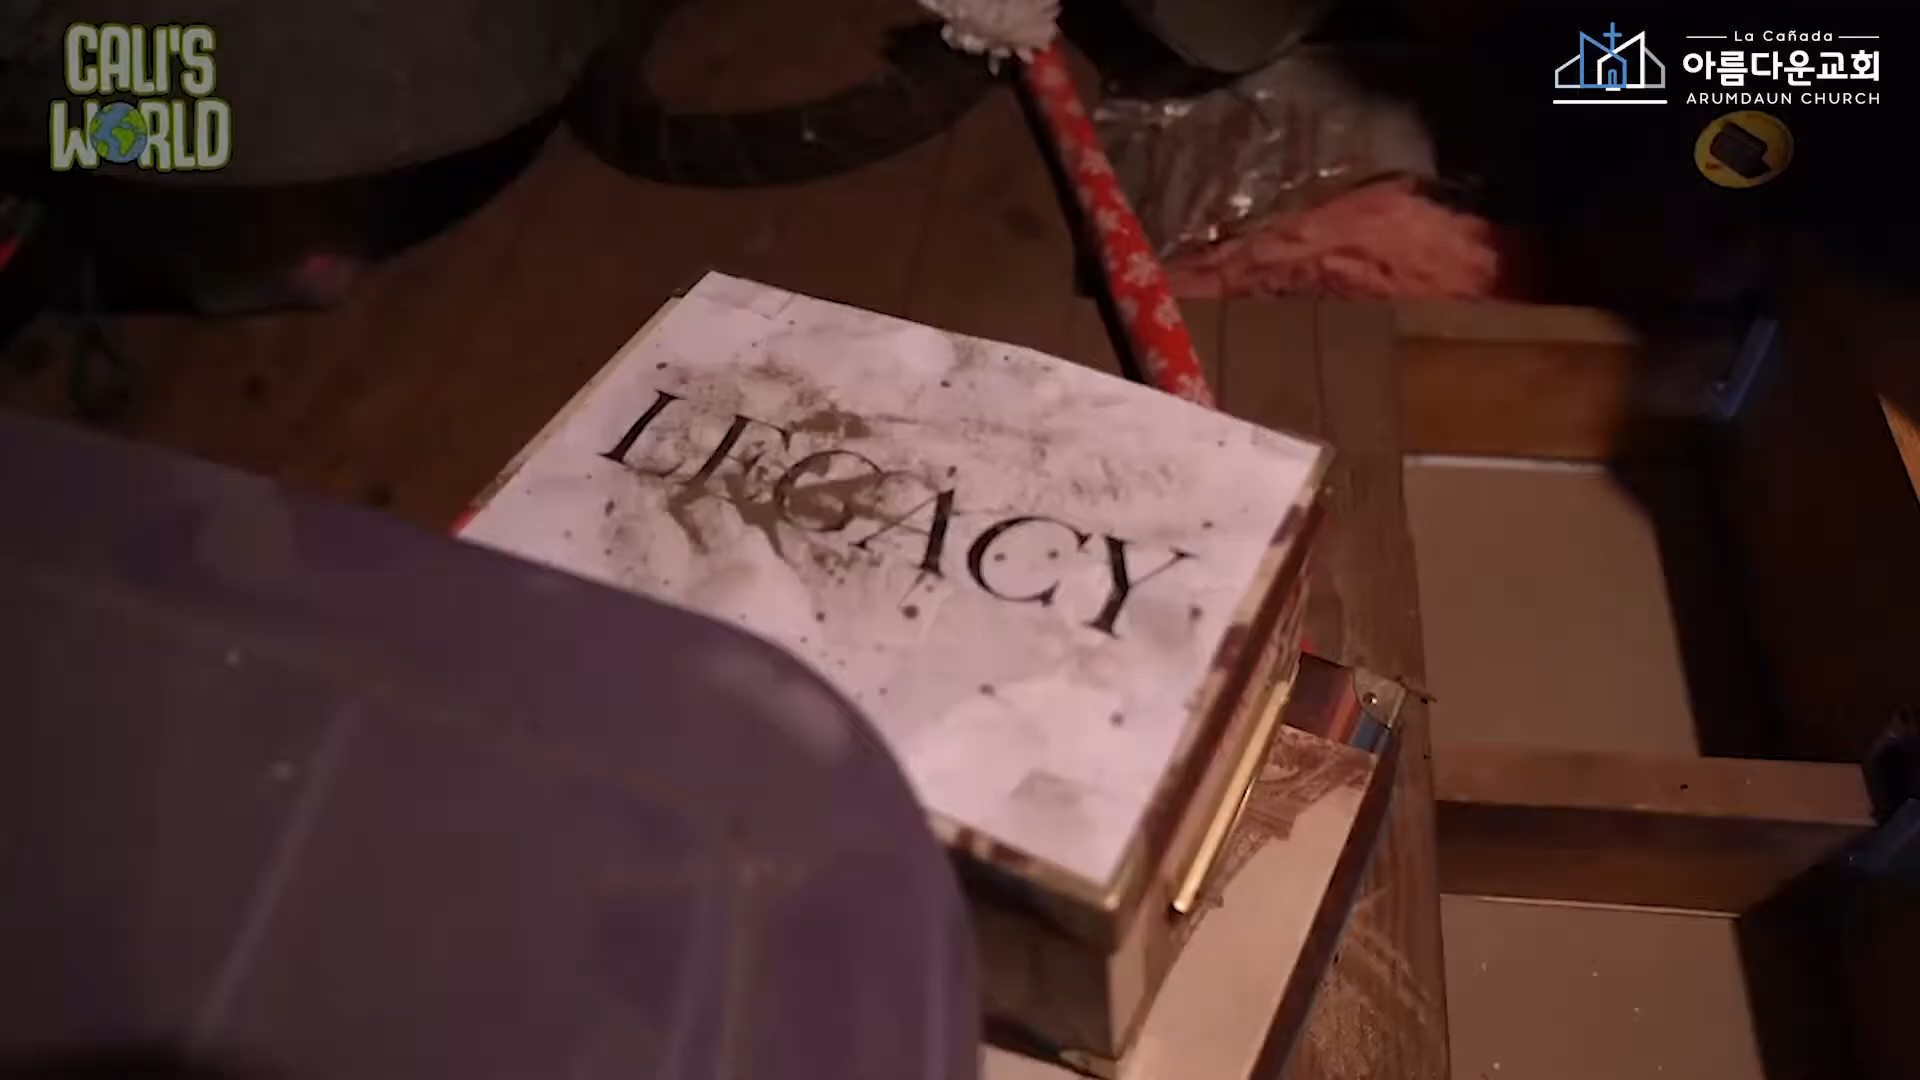 CALI'S
WORLD
La Cañada
아름다운교회
ARUMDAUN CHURCH
LEGACY